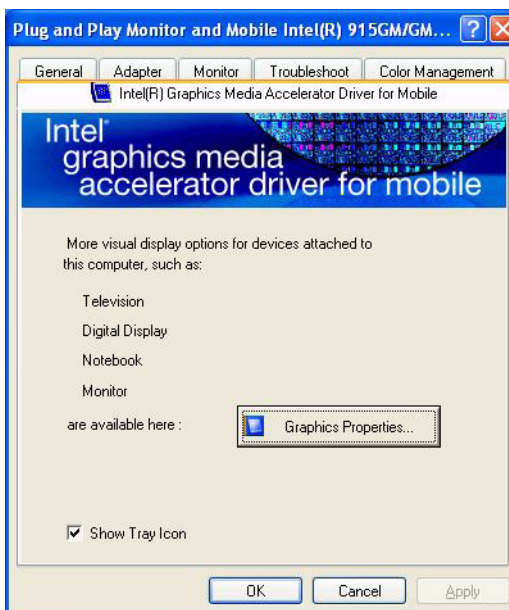 Plug and Play Monitor and Mobile Intel(R) 915GM/GM...
General Adapter Monitor Troubleshoot Color Management
Intel(R) Graphics Media Accelerator Driver for Mobile
Intel®
graphics media
accelerator driver for mobile
More visual display options for devices attached to
this computer, such as:
Television
Digital Display
Notebook
Monitor
are available here :
Graphics Properties...
Show Tray Icon
OK Cancel Apply